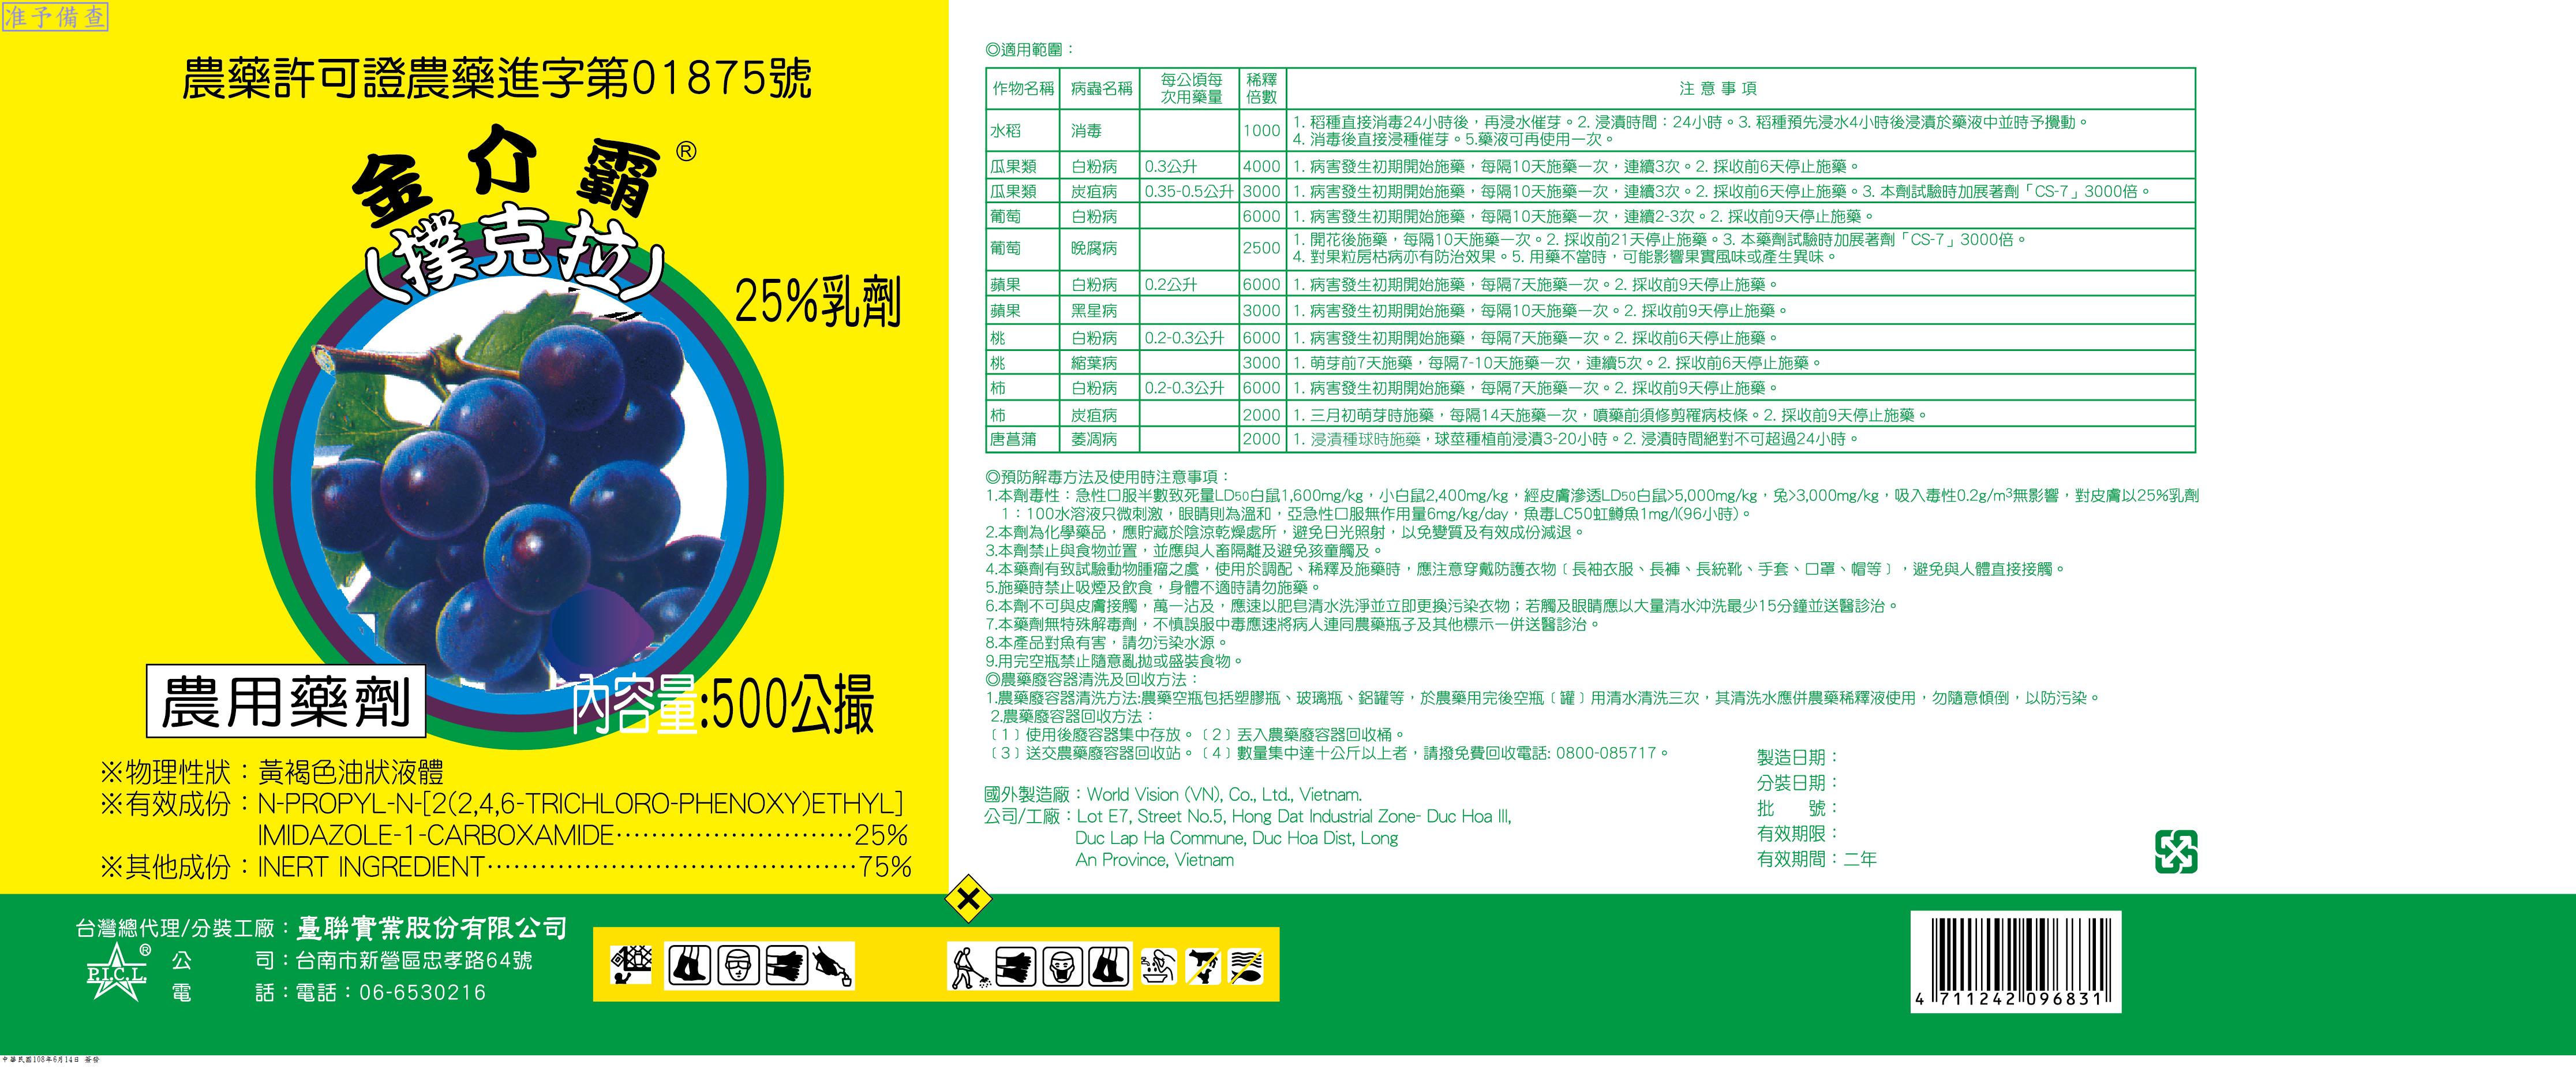 准予備查
農藥許可證農藥進字第01875號
金介霸®
(撲克拉)
25%乳劑
農用藥劑
內容量:500公撮
※物理性狀：黃褐色油狀液體
※有效成份：N-PROPYL-N-[2(2,4,6-TRICHLORO-PHENOXY)ETHYL]
IMIDAZOLE-1-CARBOXAMIDE⋯⋯⋯⋯⋯⋯⋯⋯⋯25%
※其他成份：INERT INGREDIENT⋯⋯⋯⋯⋯⋯⋯⋯⋯⋯⋯⋯⋯⋯75%
台灣總代理/分裝工廠：臺聯實業股份有限公司
公　　　司：台南市新營區忠孝路64號
P.I.C.L. ®
電　　　話：電話：06-6530216
◎適用範圍：
作物名稱 病蟲名稱 每公頃每次用藥量 稀釋倍數 注意事項
水稻 消毒 1000 1. 稻種直接消毒24小時後，再浸水催芽。2. 浸漬時間：24小時。3. 稻種預先浸水4小時後浸漬於藥液中並時予攪動。
4. 消毒後直接浸種催芽。5.藥液可再使用一次。
瓜果類 白粉病 0.3公升 4000 1. 病害發生初期開始施藥，每隔10天施藥一次，連續3次。2. 採收前6天停止施藥。
瓜果類 炭疽病 0.35-0.5公升 3000 1. 病害發生初期開始施藥，每隔10天施藥一次，連續3次。2. 採收前6天停止施藥。3. 本劑試驗時加展著劑「CS-7」3000倍。
葡萄 白粉病 6000 1. 病害發生初期開始施藥，每隔10天施藥一次，連續2-3次。2. 採收前9天停止施藥。
葡萄 晚腐病 2500 1. 開花後施藥，每隔10天施藥一次。2. 採收前21天停止施藥。3. 本藥劑試驗時加展著劑「CS-7」3000倍。
4. 對果粒房枯病亦有防治效果。5. 用藥不當時，可能影響果實風味或產生異味。
蘋果 白粉病 0.2公升 6000 1. 病害發生初期開始施藥，每隔7天施藥一次。2. 採收前9天停止施藥。
蘋果 黑星病 3000 1. 病害發生初期開始施藥，每隔10天施藥一次。2. 採收前9天停止施藥。
桃 白粉病 0.2-0.3公升 6000 1. 病害發生初期開始施藥，每隔7天施藥一次。2. 採收前6天停止施藥。
桃 縮葉病 3000 1. 萌芽前7天施藥，每隔7-10天施藥一次，連續5次。2. 採收前6天停止施藥。
柿 白粉病 0.2-0.3公升 6000 1. 病害發生初期開始施藥，每隔7天施藥一次。2. 採收前9天停止施藥。
柿 炭疽病 2000 1. 三月初萌芽時施藥，每隔14天施藥一次，噴藥前須修剪罹病枝條。2. 採收前9天停止施藥。
唐菖蒲 萎凋病 2000 1. 浸漬種球時施藥，球莖種植前浸漬3-20小時。2. 浸漬時間絕對不可超過24小時。
◎預防解毒方法及使用時注意事項：
1.本劑毒性：急性口服半數致死量LD50白鼠1,600mg/kg，小白鼠2,400mg/kg，經皮膚滲透LD50白鼠>5,000mg/kg，兔>3,000mg/kg，吸入毒性0.2g/m³無影響，對皮膚以25%乳劑
1：100水溶液只微刺激，眼睛則為溫和，亞急性口服無作用量6mg/kg/day，魚毒LC50虹鱒魚1mg/l(96小時)。
2.本劑為化學藥品，應貯藏於陰涼乾燥處所，避免日光照射，以免變質及有效成份減退。
3.本劑禁止與食物並置，並應與人畜隔離及避免孩童觸及。
4.本藥劑有致試驗動物腫瘤之虞，使用於調配、稀釋及施藥時，應注意穿戴防護衣物﹝長袖衣服、長褲、長統靴、手套、口罩、帽等﹞，避免與人體直接接觸。
5.施藥時禁止吸煙及飲食，身體不適時請勿施藥。
6.本劑不可與皮膚接觸，萬一沾及，應速以肥皂清水洗淨並立即更換污染衣物；若觸及眼睛應以大量清水沖洗最少15分鐘並送醫診治。
7.本藥劑無特殊解毒劑，不慎誤服中毒應速將病人連同農藥瓶子及其他標示一併送醫診治。
8.本產品對魚有害，請勿污染水源。
9.用完空瓶禁止隨意亂拋或盛裝食物。
◎農藥廢容器清洗及回收方法：
1.農藥廢容器清洗方法:農藥空瓶包括塑膠瓶、玻璃瓶、鋁罐等，於農藥用完後空瓶﹝罐﹞用清水清洗三次，其清洗水應併農藥稀釋液使用，勿隨意傾倒，以防污染。
2.農藥廢容器回收方法：
﹝1﹞使用後廢容器集中存放。﹝2﹞丟入農藥廢容器回收桶。
﹝3﹞送交農藥廢容器回收站。﹝4﹞數量集中達十公斤以上者，請撥免費回收電話: 0800-085717。
國外製造廠：World Vision (VN), Co., Ltd., Vietnam.
公司/工廠：Lot E7, Street No.5, Hong Dat Industrial Zone- Duc Hoa III,
Duc Lap Ha Commune, Duc Hoa Dist, Long
An Province, Vietnam
製造日期：
分裝日期：
批　　號：
有效期限：
有效期間：二年
4 711242 096831
中華民國108年6月14日 簽發